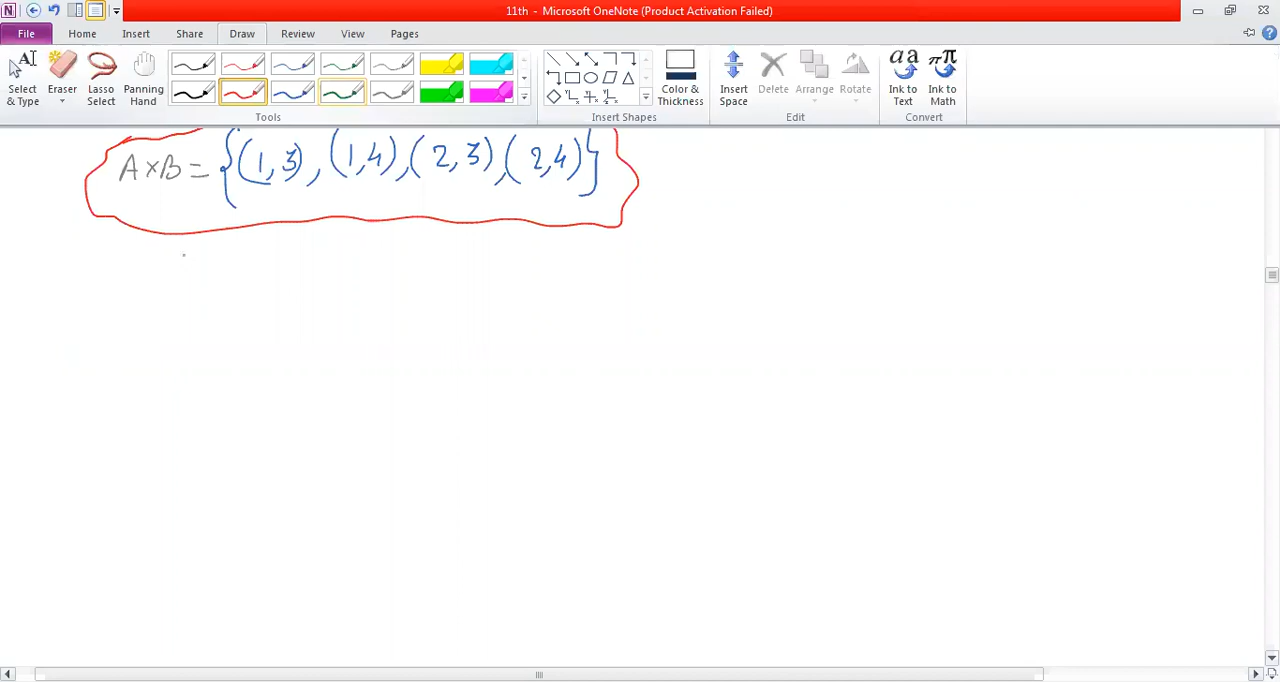 11th - Microsoft OneNote (Product Activation Failed)
File Home Insert Share Draw Review View Pages
Select & Type Eraser Lasso Select Panning Hand Color & Thickness Insert Space Delete Arrange Rotate Ink to Text Ink to Math
Tools Insert Shapes Edit Convert
A×B = {(1,3), (1,4), (2,3), (2,4)}